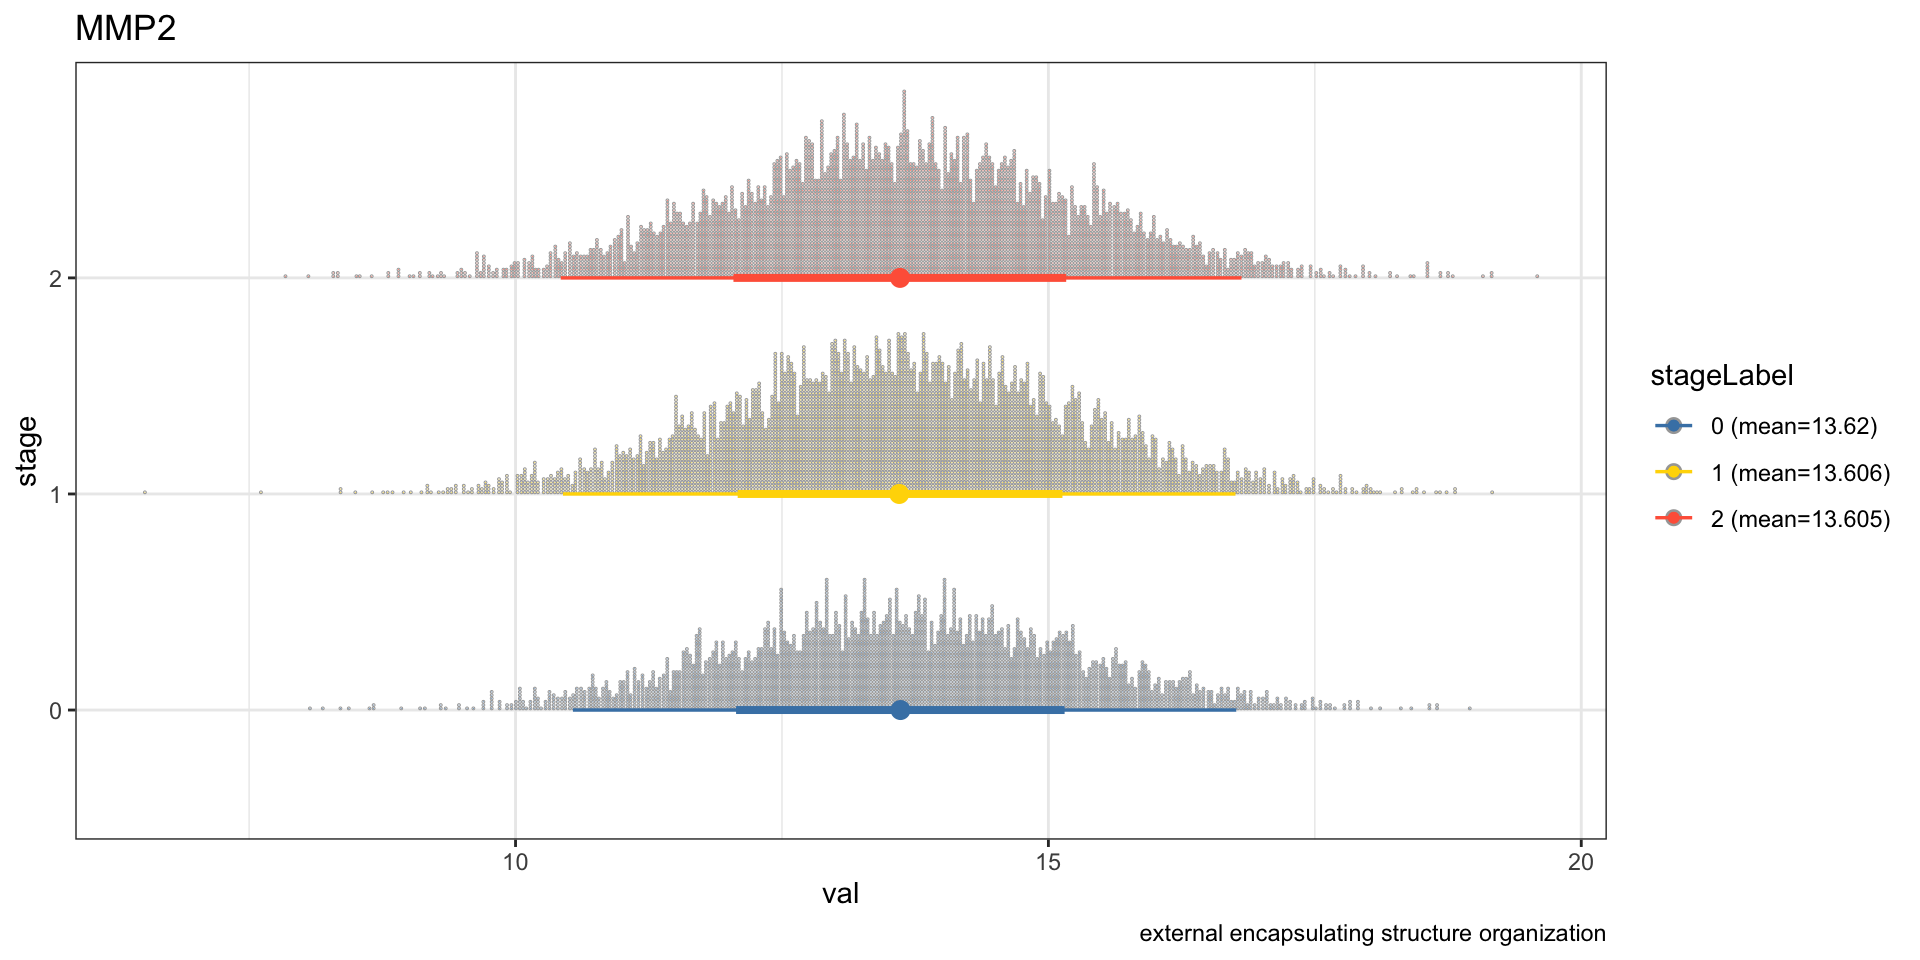 MMP2
stage
2
1
0
10
15
20
val
stageLabel
0 (mean=13.62)
1 (mean=13.606)
2 (mean=13.605)
external encapsulating structure organization